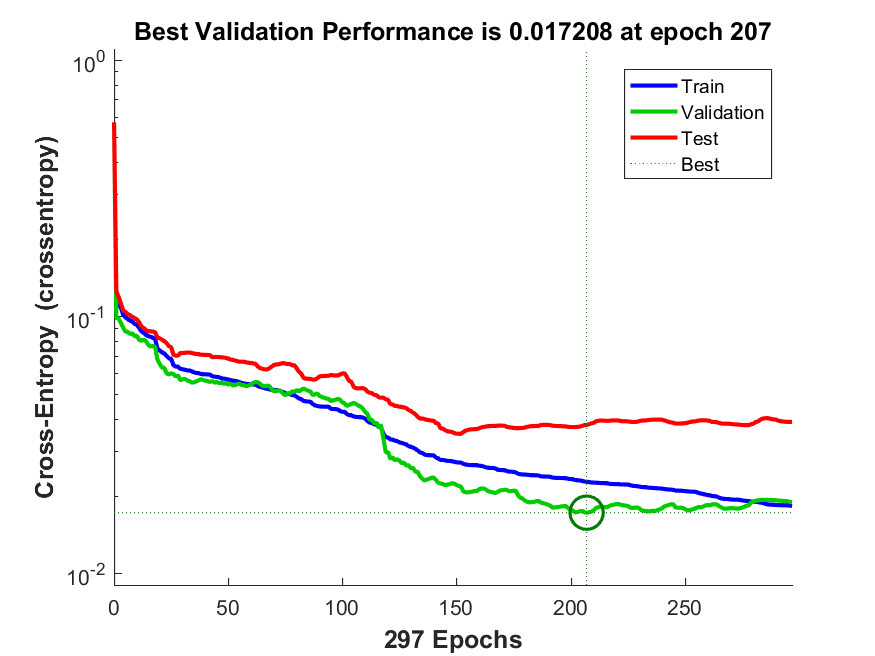 Best Validation Performance is 0.017208 at epoch 207
Cross-Entropy (crossentropy)
10^0
10^-1
10^-2
Train
Validation
Test
Best
0 50 100 150 200 250
297 Epochs